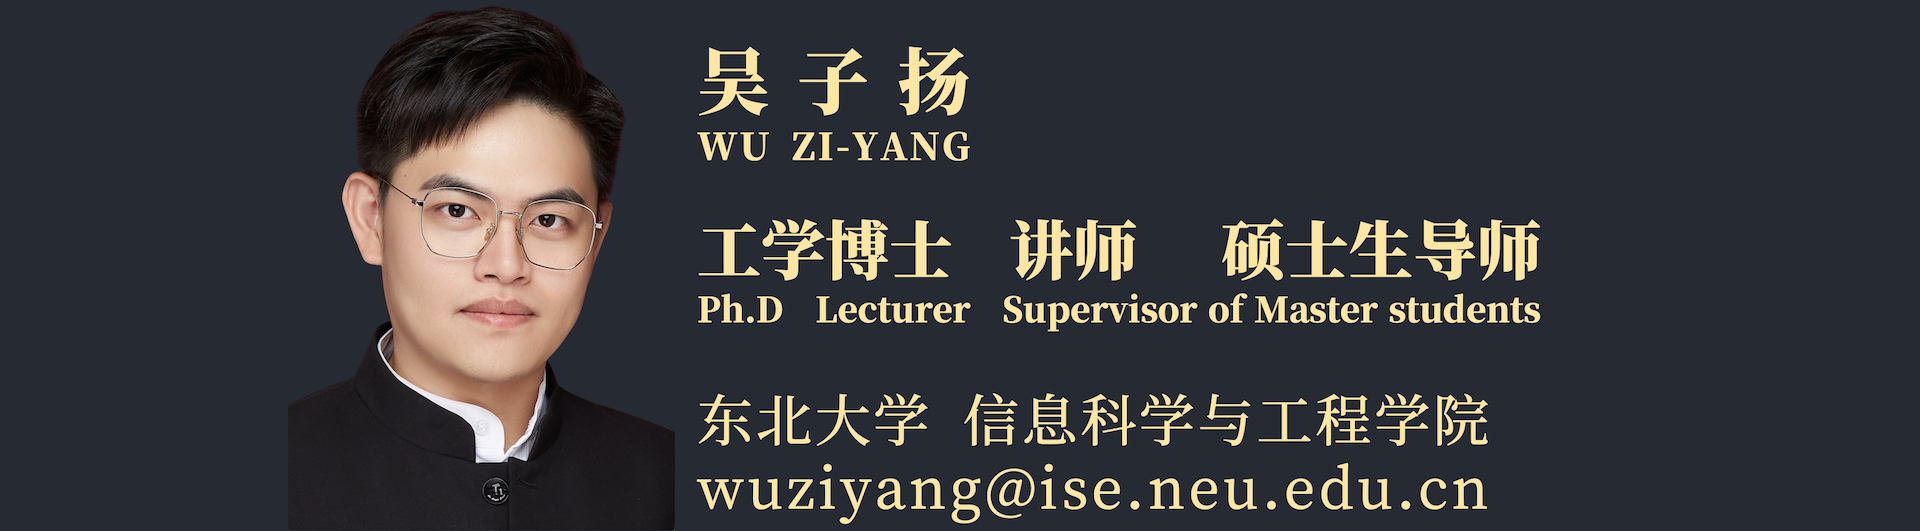 吴 子 扬
WU ZI-YANG
工学博士 讲师 硕士生导师
Ph.D Lecturer Supervisor of Master students
东北大学 信息科学与工程学院
wuziyang@ise.neu.edu.cn